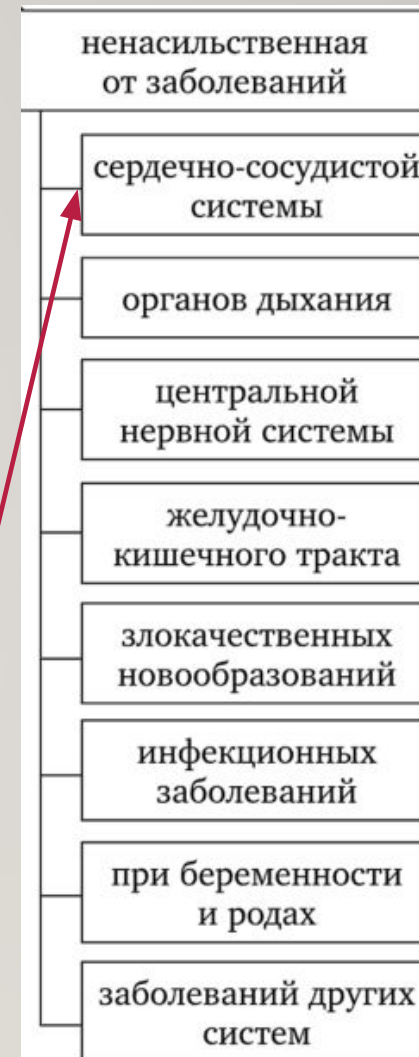 ненасильственная
от заболеваний
сердечно-сосудистой
системы
органов дыхания
центральной
нервной системы
желудочно-
кишечного тракта
злокачественных
новообразований
инфекционных
заболеваний
при беременности
и родах
заболеваний других
систем